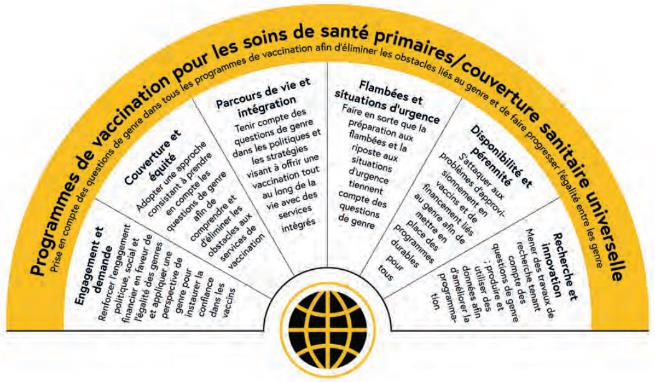 Programmes de vaccination pour les soins de santé primaires/couverture sanitaire universelle
Prise en compte des questions de genre dans tous les programmes de vaccination afin d'éliminer les obstacles liés au genre et de faire progresser l'égalité entre les genre
Engagement et
demande
Renforcer l'engagement
politique, social et
financier en faveur de
l'égalité des genres
et appliquer une
perspective de
genre pour
instaurer la
confiance
dans les
vaccins
Couverture et
équité
Adopter une approche
consistant à prendre
en compte les
questions de genre
afin de
comprendre et
d'éliminer les
obstacles aux
services de
vaccination
Parcours de vie et
intégration
Tenir compte des
questions de genre
dans les politiques et
les stratégies
visant à offrir une
vaccination tout
au long de la
vie avec des
services
intégrés
Flambées et
situations d'urgence
Faire en sorte que la
préparation aux
flambées et la
riposte aux
situations
d'urgence
tiennent
compte des
questions
de genre
Disponibilité et
pérennité
S'attaquer aux
problèmes d'approvi-
sionnement en
vaccins et de
financement liés
au genre afin de
mettre en
place des
programmes
durables
pour
tous
Recherche et
innovation
Mener des travaux de
recherche tenant
compte des
questions de genre
; produire et
utiliser des
données afin
d'améliorer la
programma-
tion